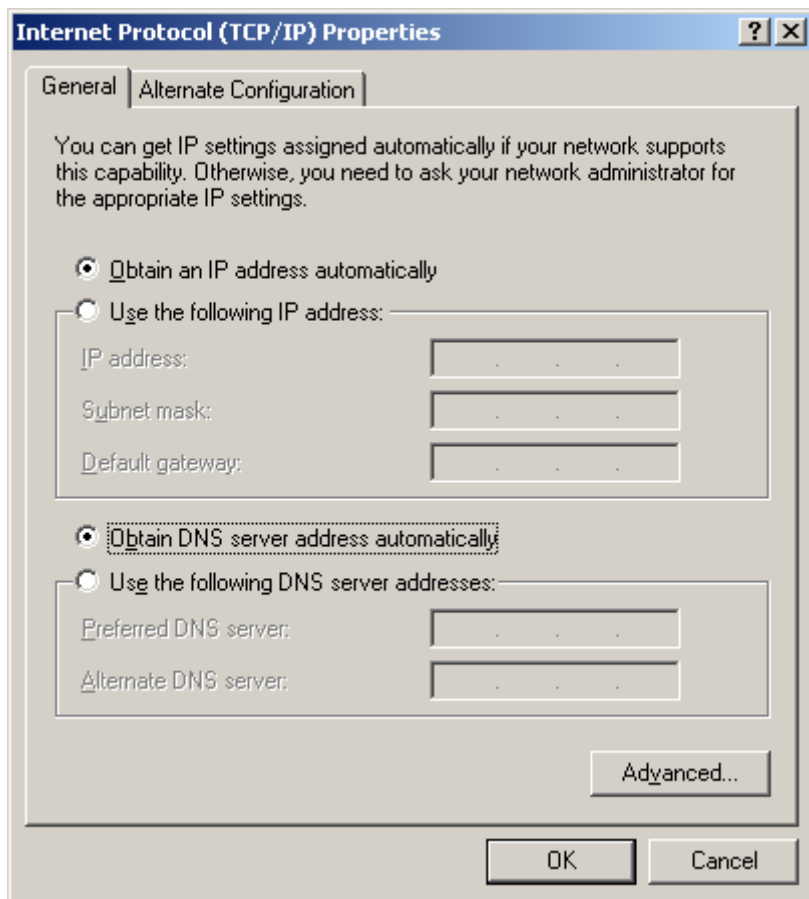 Internet Protocol (TCP/IP) Properties
General
Alternate Configuration
You can get IP settings assigned automatically if your network supports
this capability. Otherwise, you need to ask your network administrator for
the appropriate IP settings.
Obtain an IP address automatically
Use the following IP address:
IP address:
Subnet mask:
Default gateway:
Obtain DNS server address automatically
Use the following DNS server addresses:
Preferred DNS server:
Alternate DNS server:
Advanced...
OK
Cancel